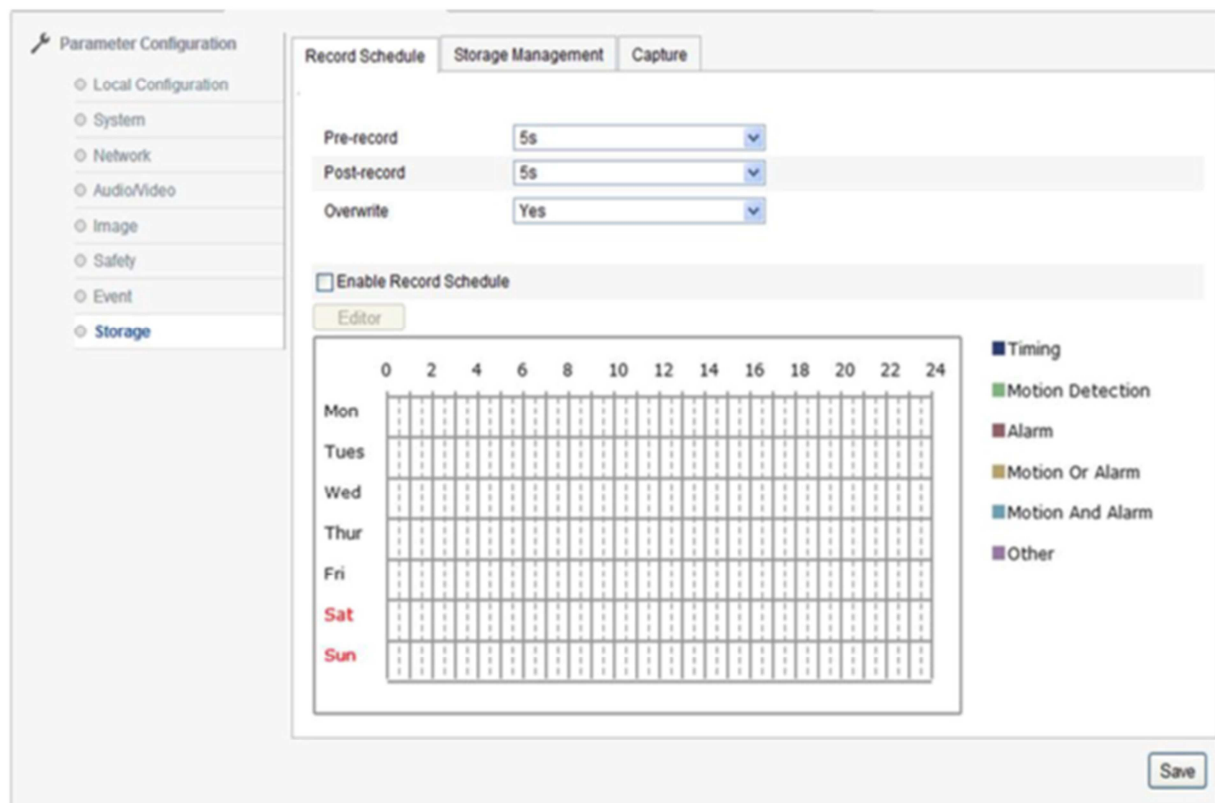 Parameter Configuration
Local Configuration
System
Network
Audio/Video
Image
Safety
Event
Storage
Record Schedule
Storage Management
Capture
Pre-record
5s
Post-record
5s
Overwrite
Yes
Enable Record Schedule
Editor
0 2 4 6 8 10 12 14 16 18 20 22 24
Mon
Tues
Wed
Thur
Fri
Sat
Sun
Timing
Motion Detection
Alarm
Motion Or Alarm
Motion And Alarm
Other
Save